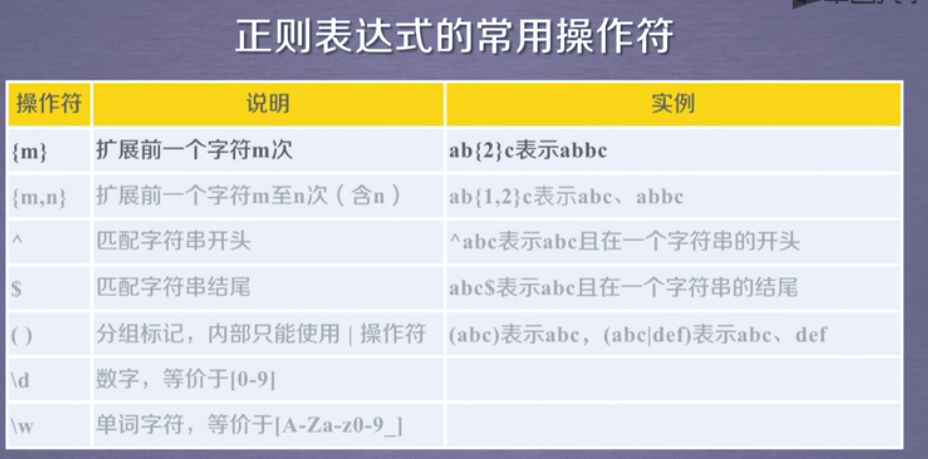 正则表达式的常用操作符
操作符 说明 实例
{m} 扩展前一个字符m次 ab{2}c表示abbc
{m,n} 扩展前一个字符m至n次（含n） ab{1,2}c表示abc、abbc
^ 匹配字符串开头 ^abc表示abc且在一个字符串的开头
$ 匹配字符串结尾 abc$表示abc且在一个字符串的结尾
( ) 分组标记，内部只能使用 | 操作符 (abc)表示abc，(abc|def)表示abc、def
\d 数字，等价于[0-9]
\w 单词字符，等价于[A-Za-z0-9_]